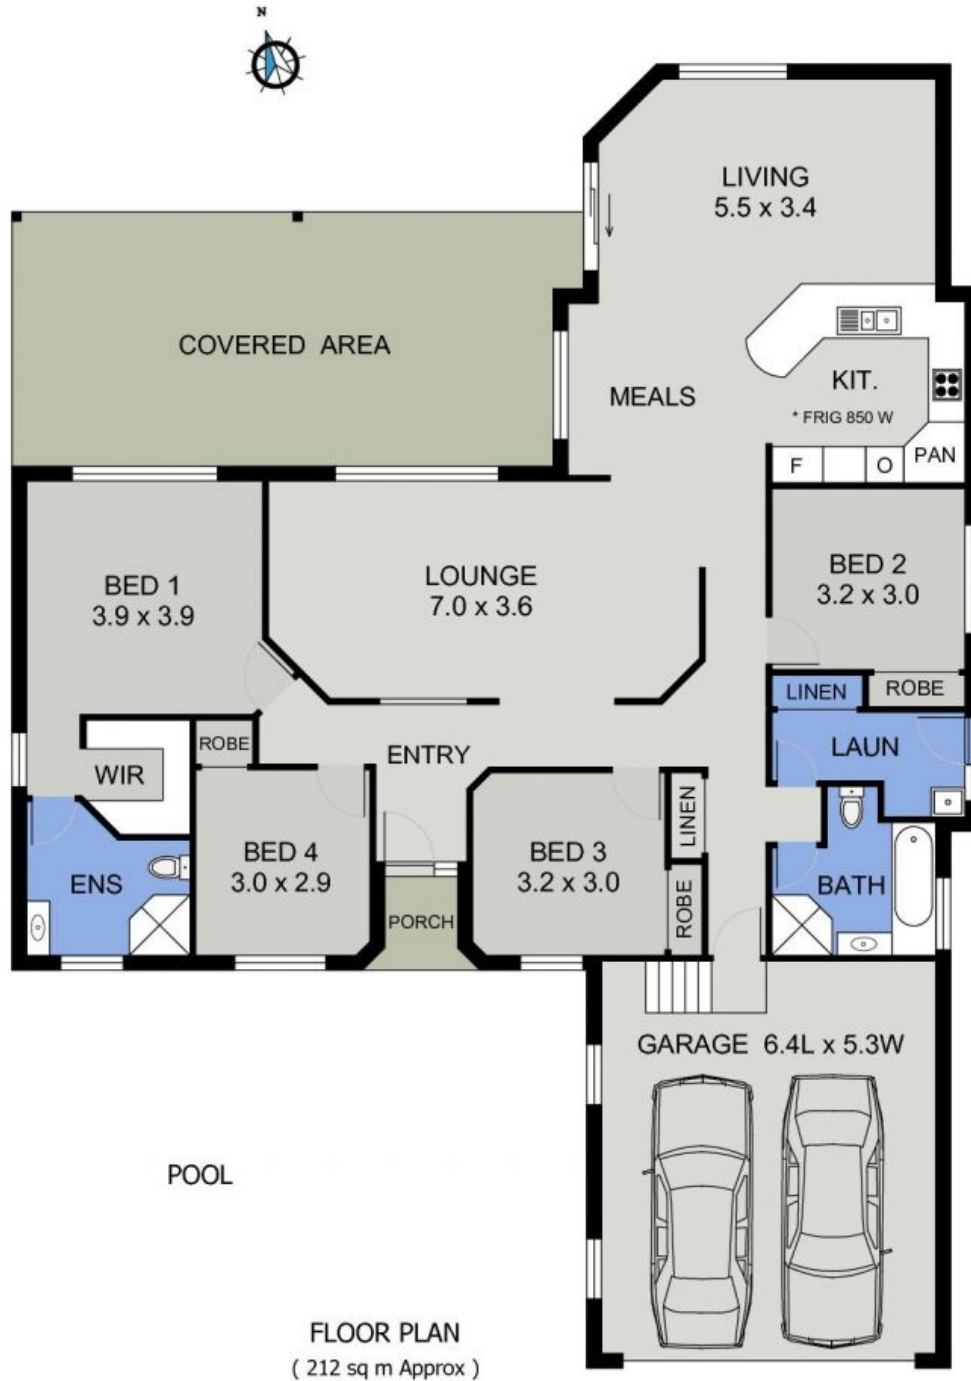 N
LIVING
5.5 x 3.4
COVERED AREA
MEALS
KIT.
* FRIG 850 W
F
O
PAN
BED 1
3.9 x 3.9
LOUNGE
7.0 x 3.6
BED 2
3.2 x 3.0
LINEN
ROBE
ROBE
ENTRY
LAUN
WIR
LINEN
BED 4
3.0 x 2.9
BED 3
3.2 x 3.0
ENS
BATH
PORCH
ROBE
GARAGE 6.4L x 5.3W
POOL
FLOOR PLAN
( 212 sq m Approx )